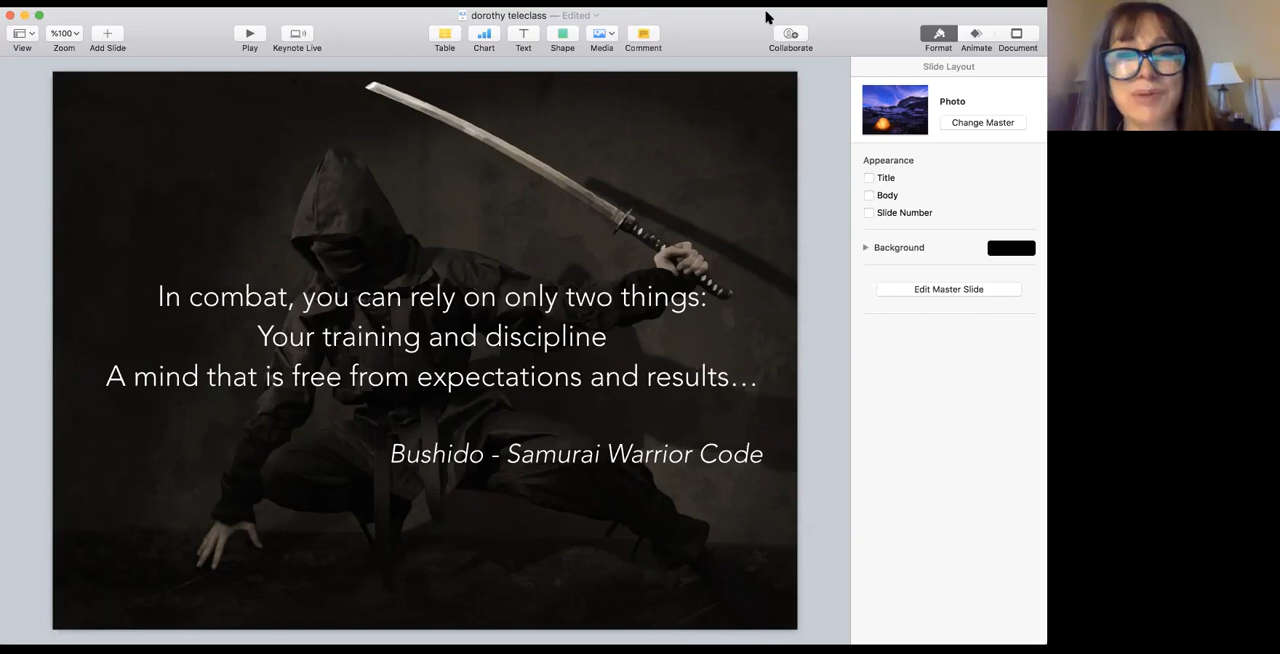 dorothy teleclass — Edited
%100
View
Zoom
Add Slide
Play
Keynote Live
Table
Chart
Text
Shape
Media
Comment
Collaborate
Format
Animate
Document
In combat, you can rely on only two things:
Your training and discipline
A mind that is free from expectations and results...
Bushido - Samurai Warrior Code
Slide Layout
Photo
Change Master
Appearance
Title
Body
Slide Number
Background
Edit Master Slide